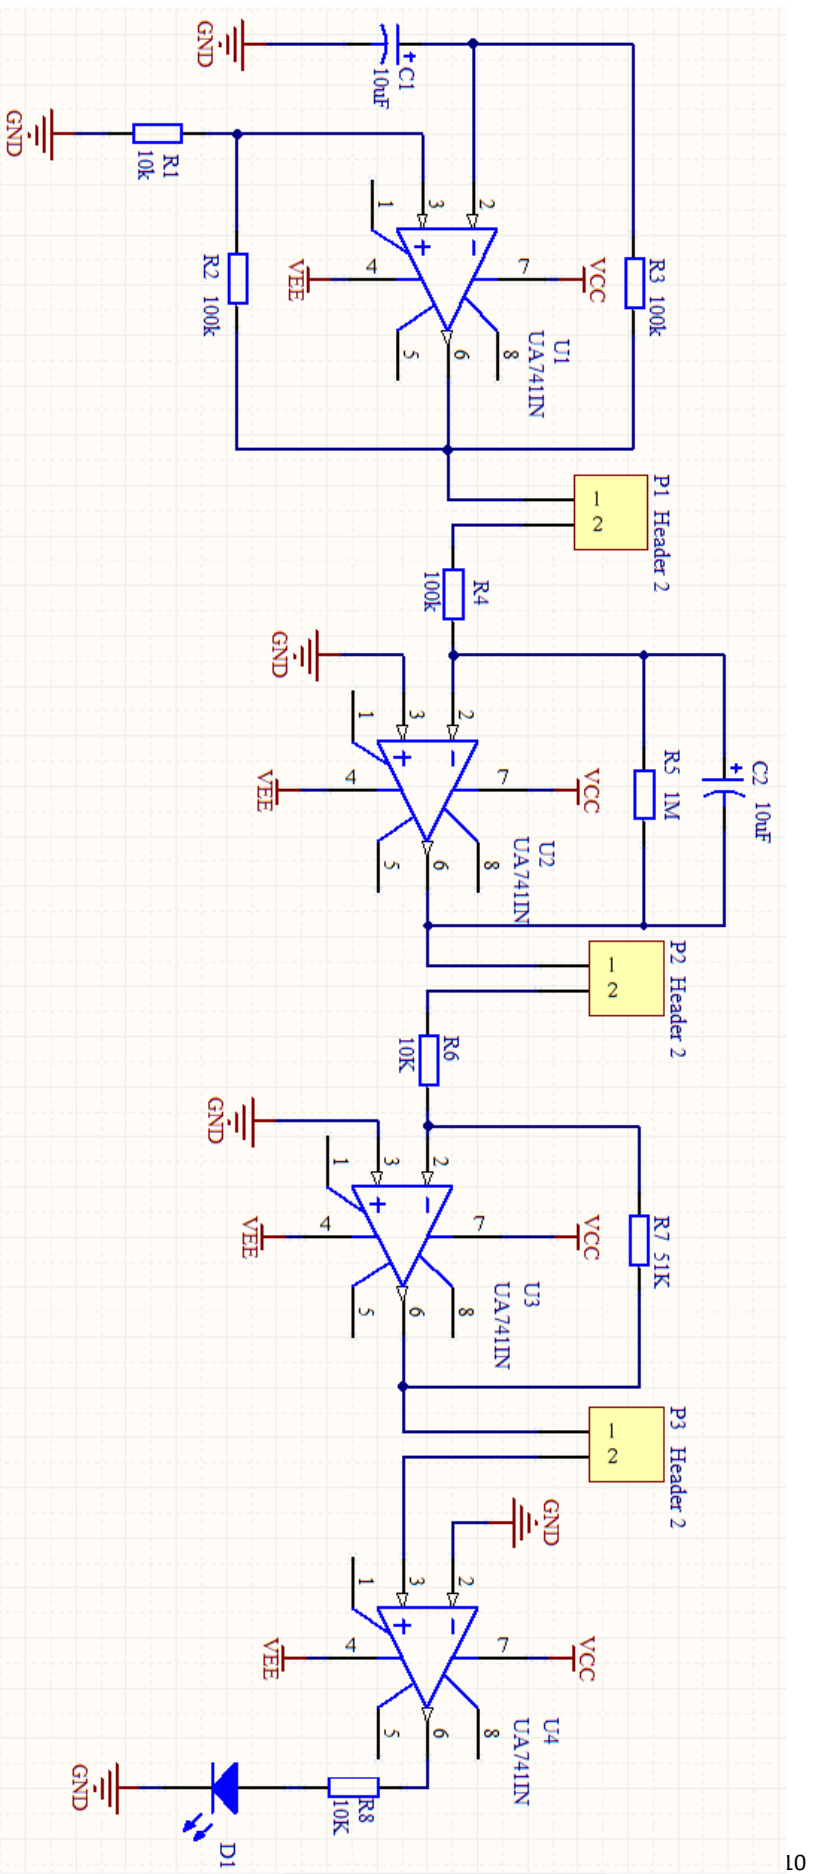 GND
C1
10uF
GND
R1
10k
R2 100k
R3 100k
1
3
2
+
-
VEE
4
7
VCC
5
6
8
U1
UA741IN
P1 Header 2
1
2
R4
100k
GND
1
3
2
+
-
VEE
4
7
VCC
5
6
8
U2
UA741IN
R5 1M
C2 10uF
P2 Header 2
1
2
R6
10K
GND
1
3
2
+
-
VEE
4
7
VCC
5
6
8
U3
UA741IN
R7 51K
P3 Header 2
1
2
GND
1
3
2
+
-
VEE
4
7
VCC
5
6
8
U4
UA741IN
R8
10K
GND
D1
10